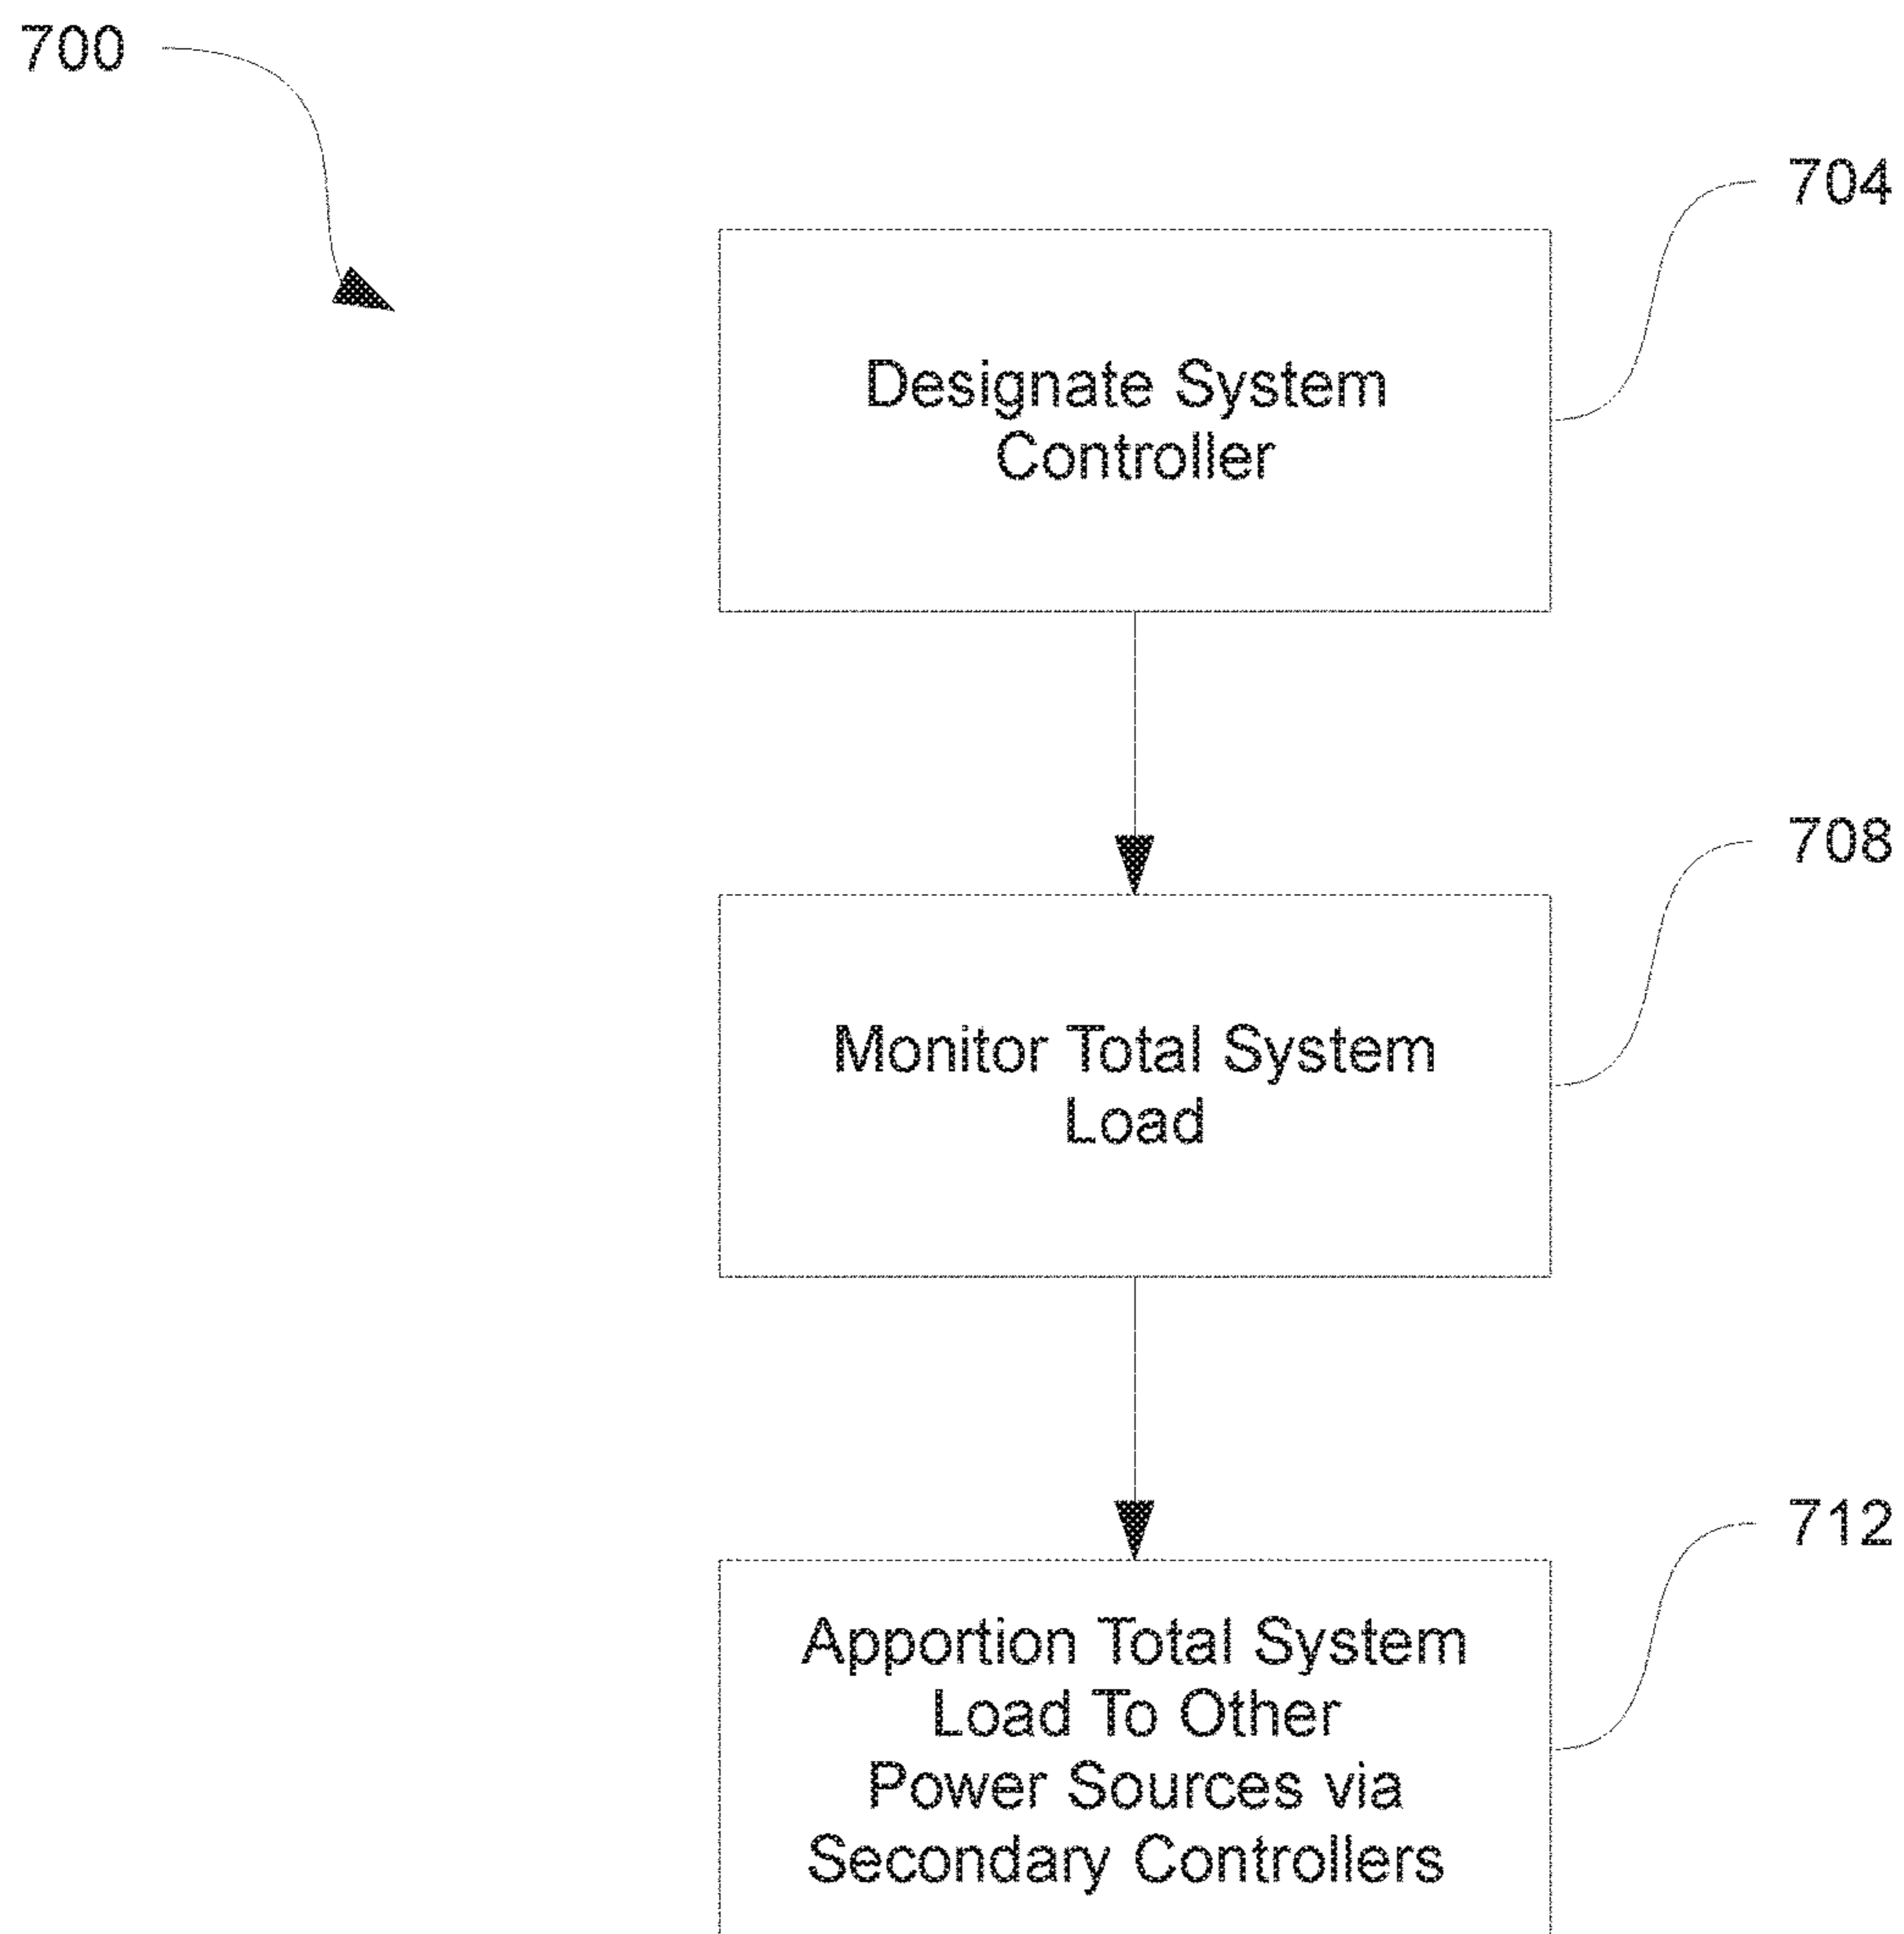 700
704
Designate System
Controller
708
Monitor Total System
Load
712
Apportion Total System
Load To Other
Power Sources via
Secondary Controllers